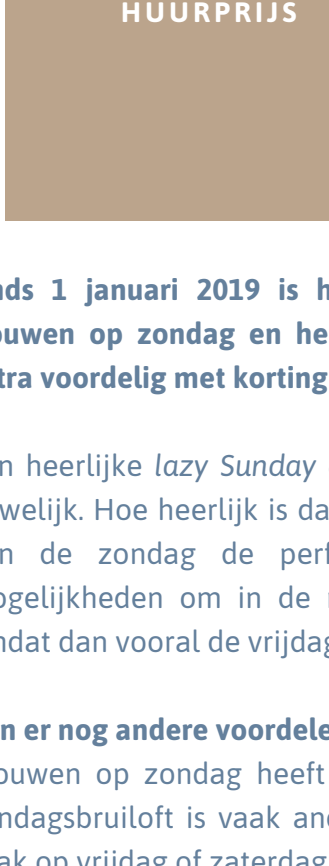 HUURPRIJS
nds 1 januari 2019 is h
ouwen op zondag en he
tra voordelig met korting
n heerlijke lazy Sunday
welijk. Hoe heerlijk is da
n de zondag de perf
ogelijkheden om in de
ndat dan vooral de vrijdag
n er nog andere voordele
ouwen op zondag heeft
ndagsbruiloft is vaak and
ak op vrijdag of zaterdag